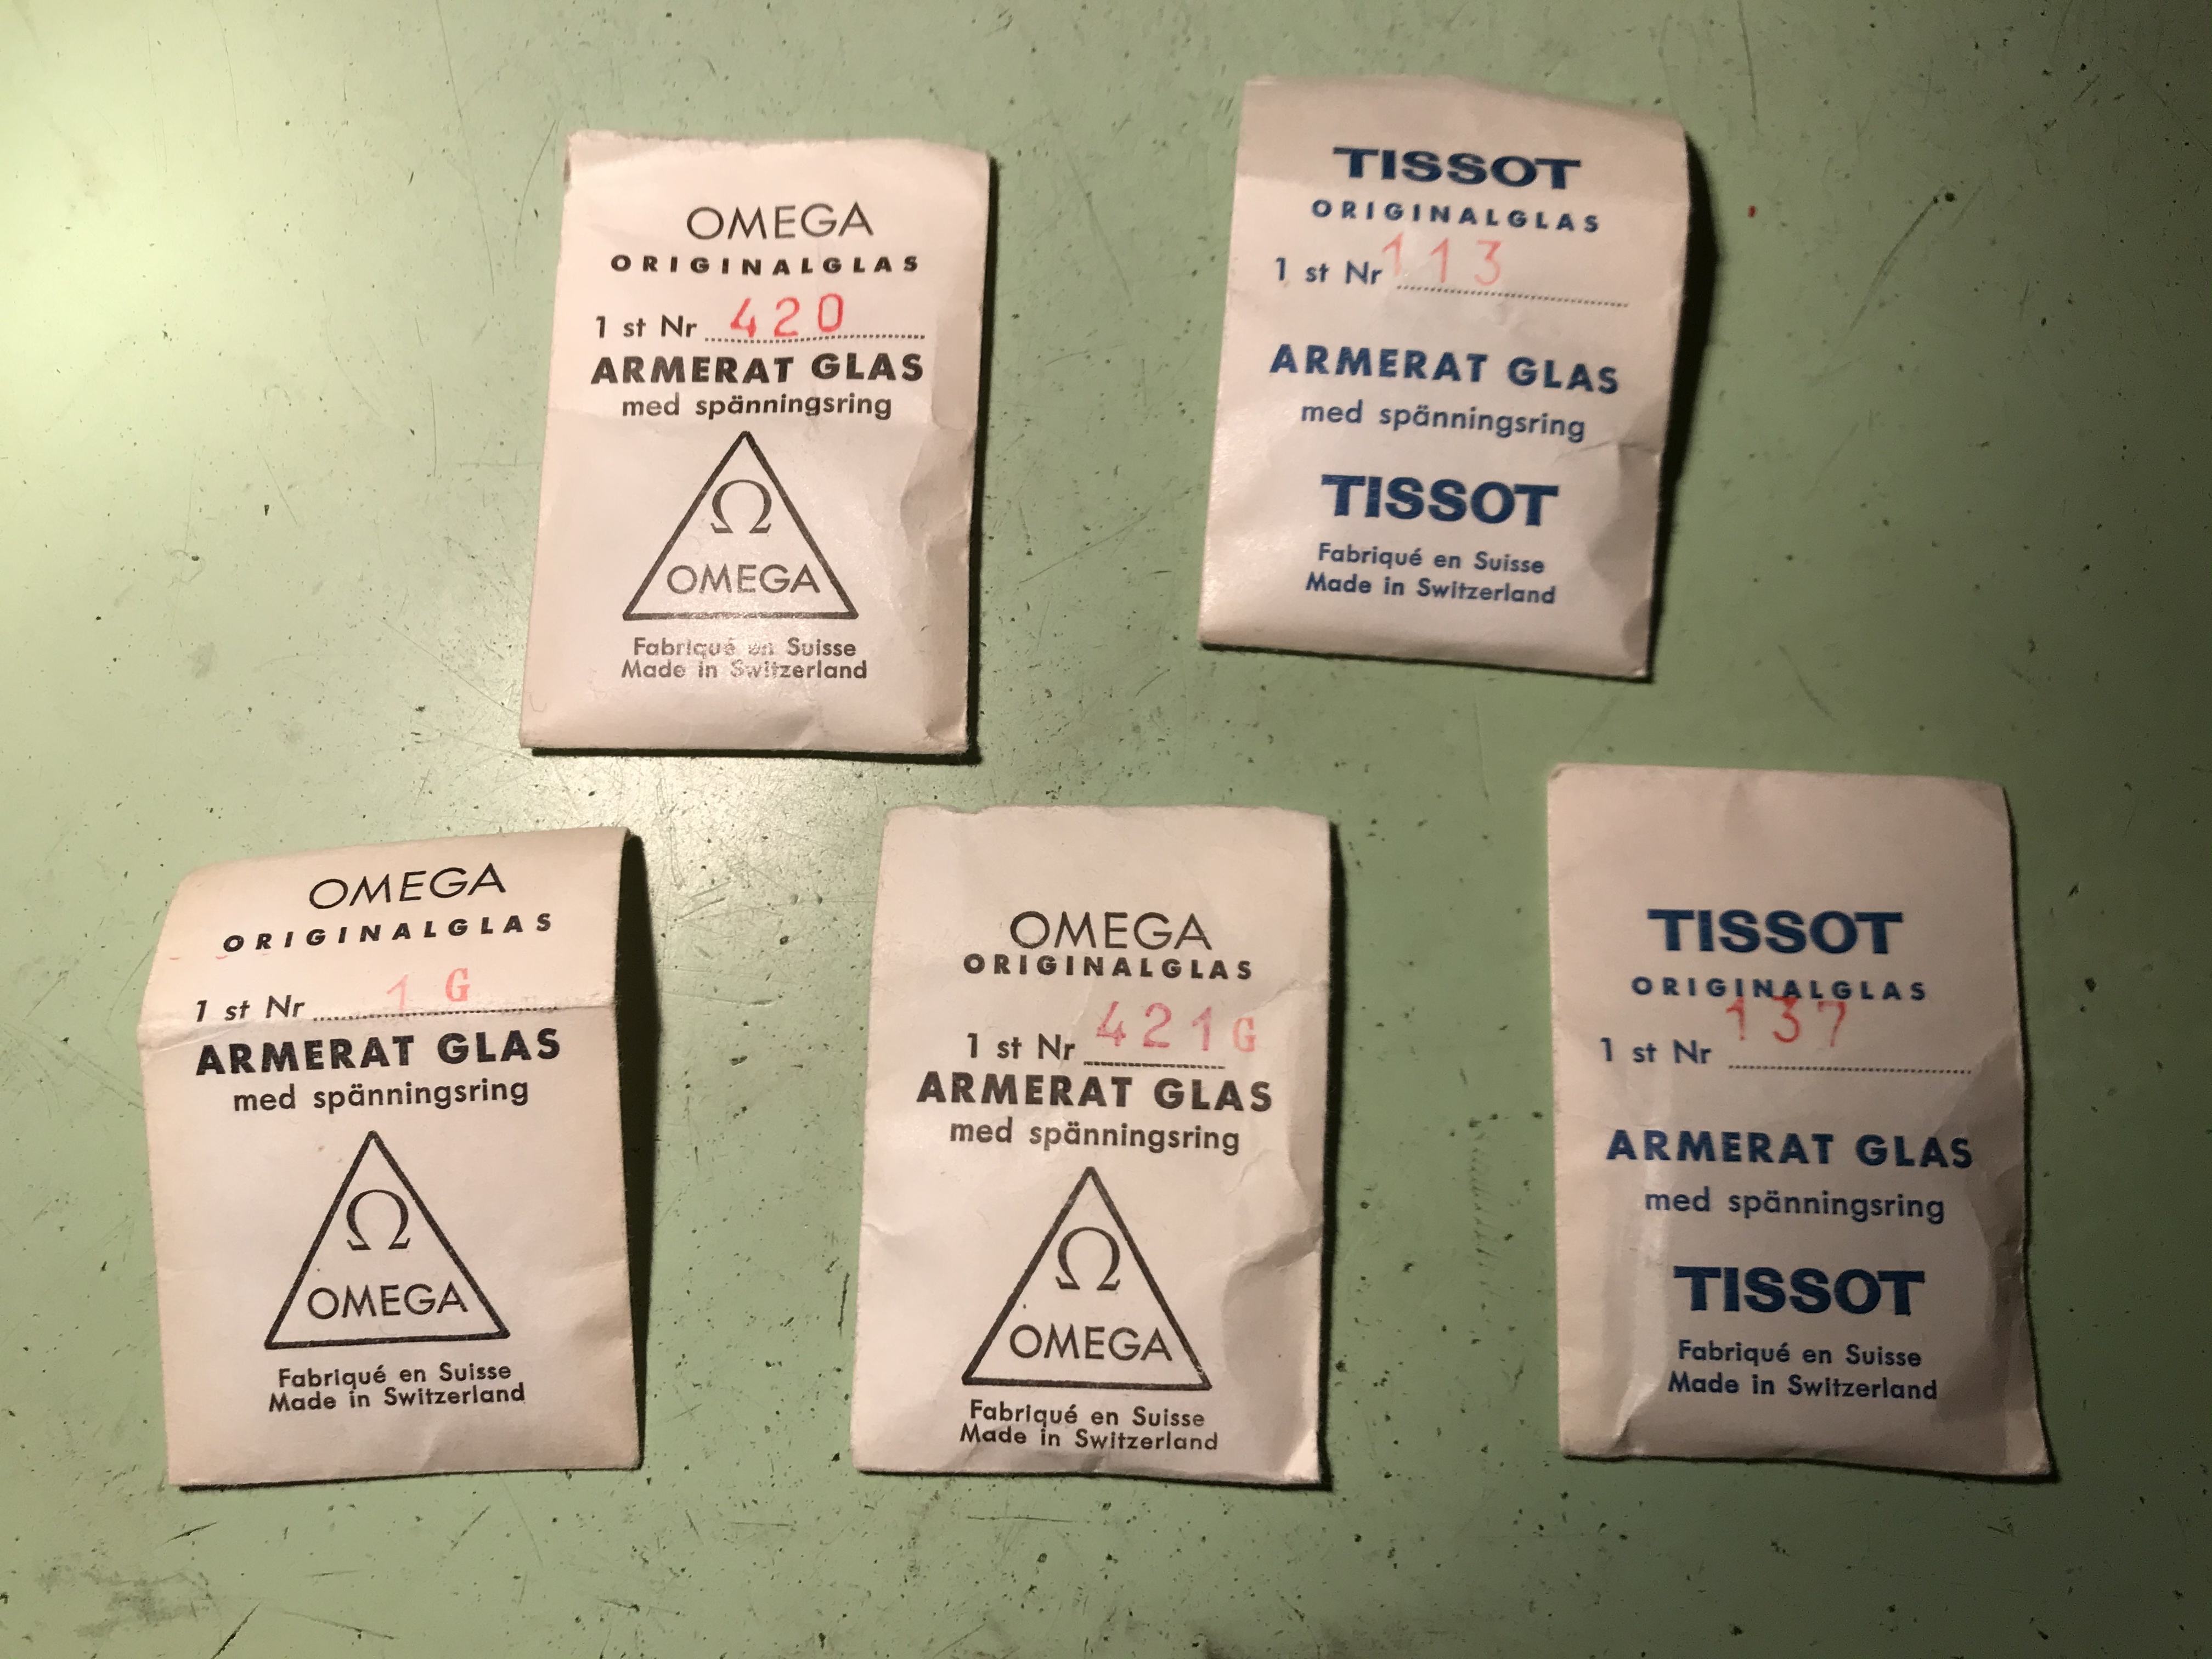 OMEGA
ORIGINALGLAS
1 st Nr 420
ARMERAT GLAS
med spänningsring
Ω
OMEGA
Fabriqué en Suisse
Made in Switzerland
TISSOT
ORIGINALGLAS
1 st Nr 113
ARMERAT GLAS
med spänningsring
TISSOT
Fabriqué en Suisse
Made in Switzerland
OMEGA
ORIGINALGLAS
1 st Nr 1 G
ARMERAT GLAS
med spänningsring
Ω
OMEGA
Fabriqué en Suisse
Made in Switzerland
OMEGA
ORIGINALGLAS
1 st Nr 421G
ARMERAT GLAS
med spänningsring
Ω
OMEGA
Fabriqué en Suisse
Made in Switzerland
TISSOT
ORIGINALGLAS
1 st Nr 137
ARMERAT GLAS
med spänningsring
TISSOT
Fabriqué en Suisse
Made in Switzerland